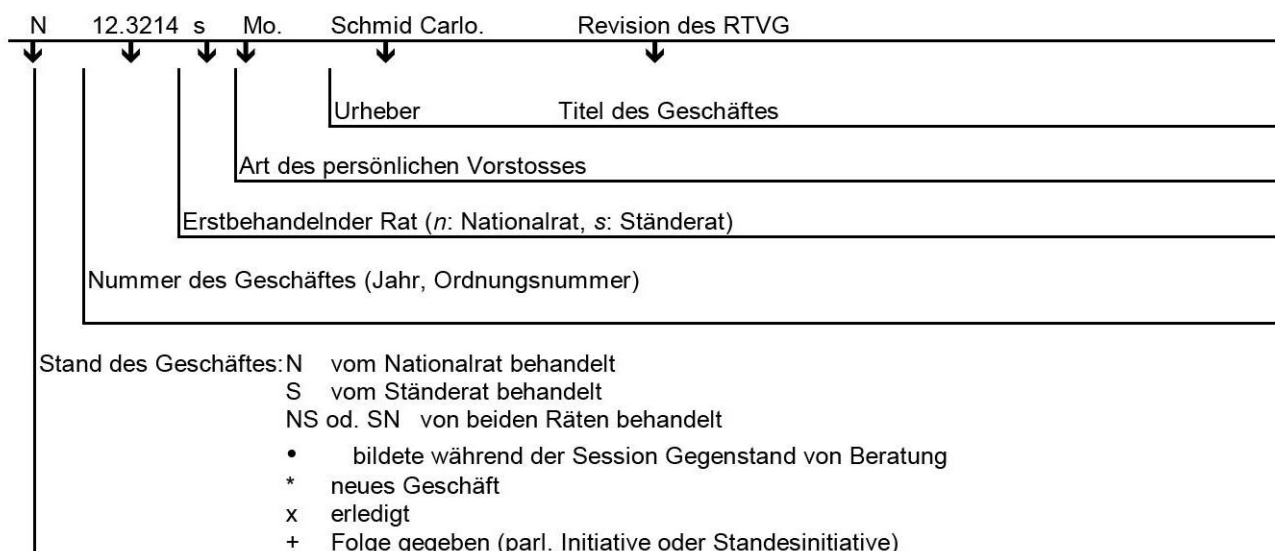 N 12.3214 s Mo. Schmid Carlo. Revision des RTVG
Urheber Titel des Geschäftes
Art des persönlichen Vorstosses
Erstbehandelnder Rat (n: Nationalrat, s: Ständerat)
Nummer des Geschäftes (Jahr, Ordnungsnummer)
Stand des Geschäftes: N vom Nationalrat behandelt
S vom Ständerat behandelt
NS od. SN von beiden Räten behandelt
• bildete während der Session Gegenstand von Beratung
* neues Geschäft
x erledigt
+ Folge gegeben (parl. Initiative oder Standesinitiative)